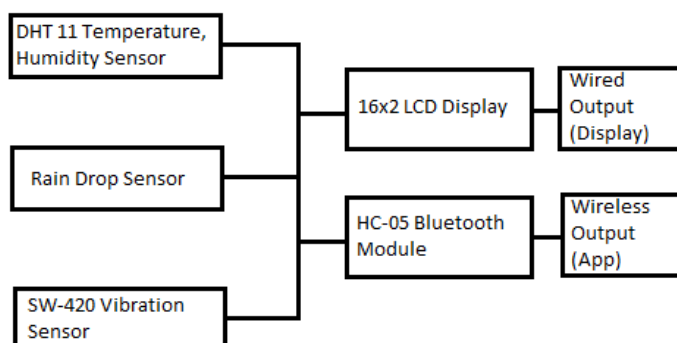 DHT 11 Temperature,
Humidity Sensor
Rain Drop Sensor
SW-420 Vibration
Sensor
16x2 LCD Display
HC-05 Bluetooth
Module
Wired
Output
(Display)
Wireless
Output
(App)